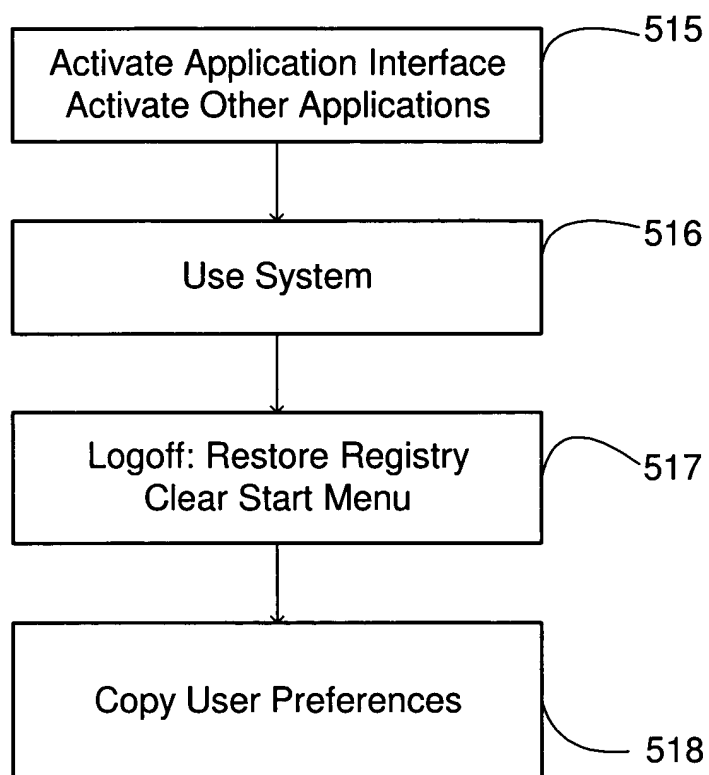 515
Activate Application Interface
Activate Other Applications
516
Use System
517
Logoff: Restore Registry
Clear Start Menu
Copy User Preferences
518